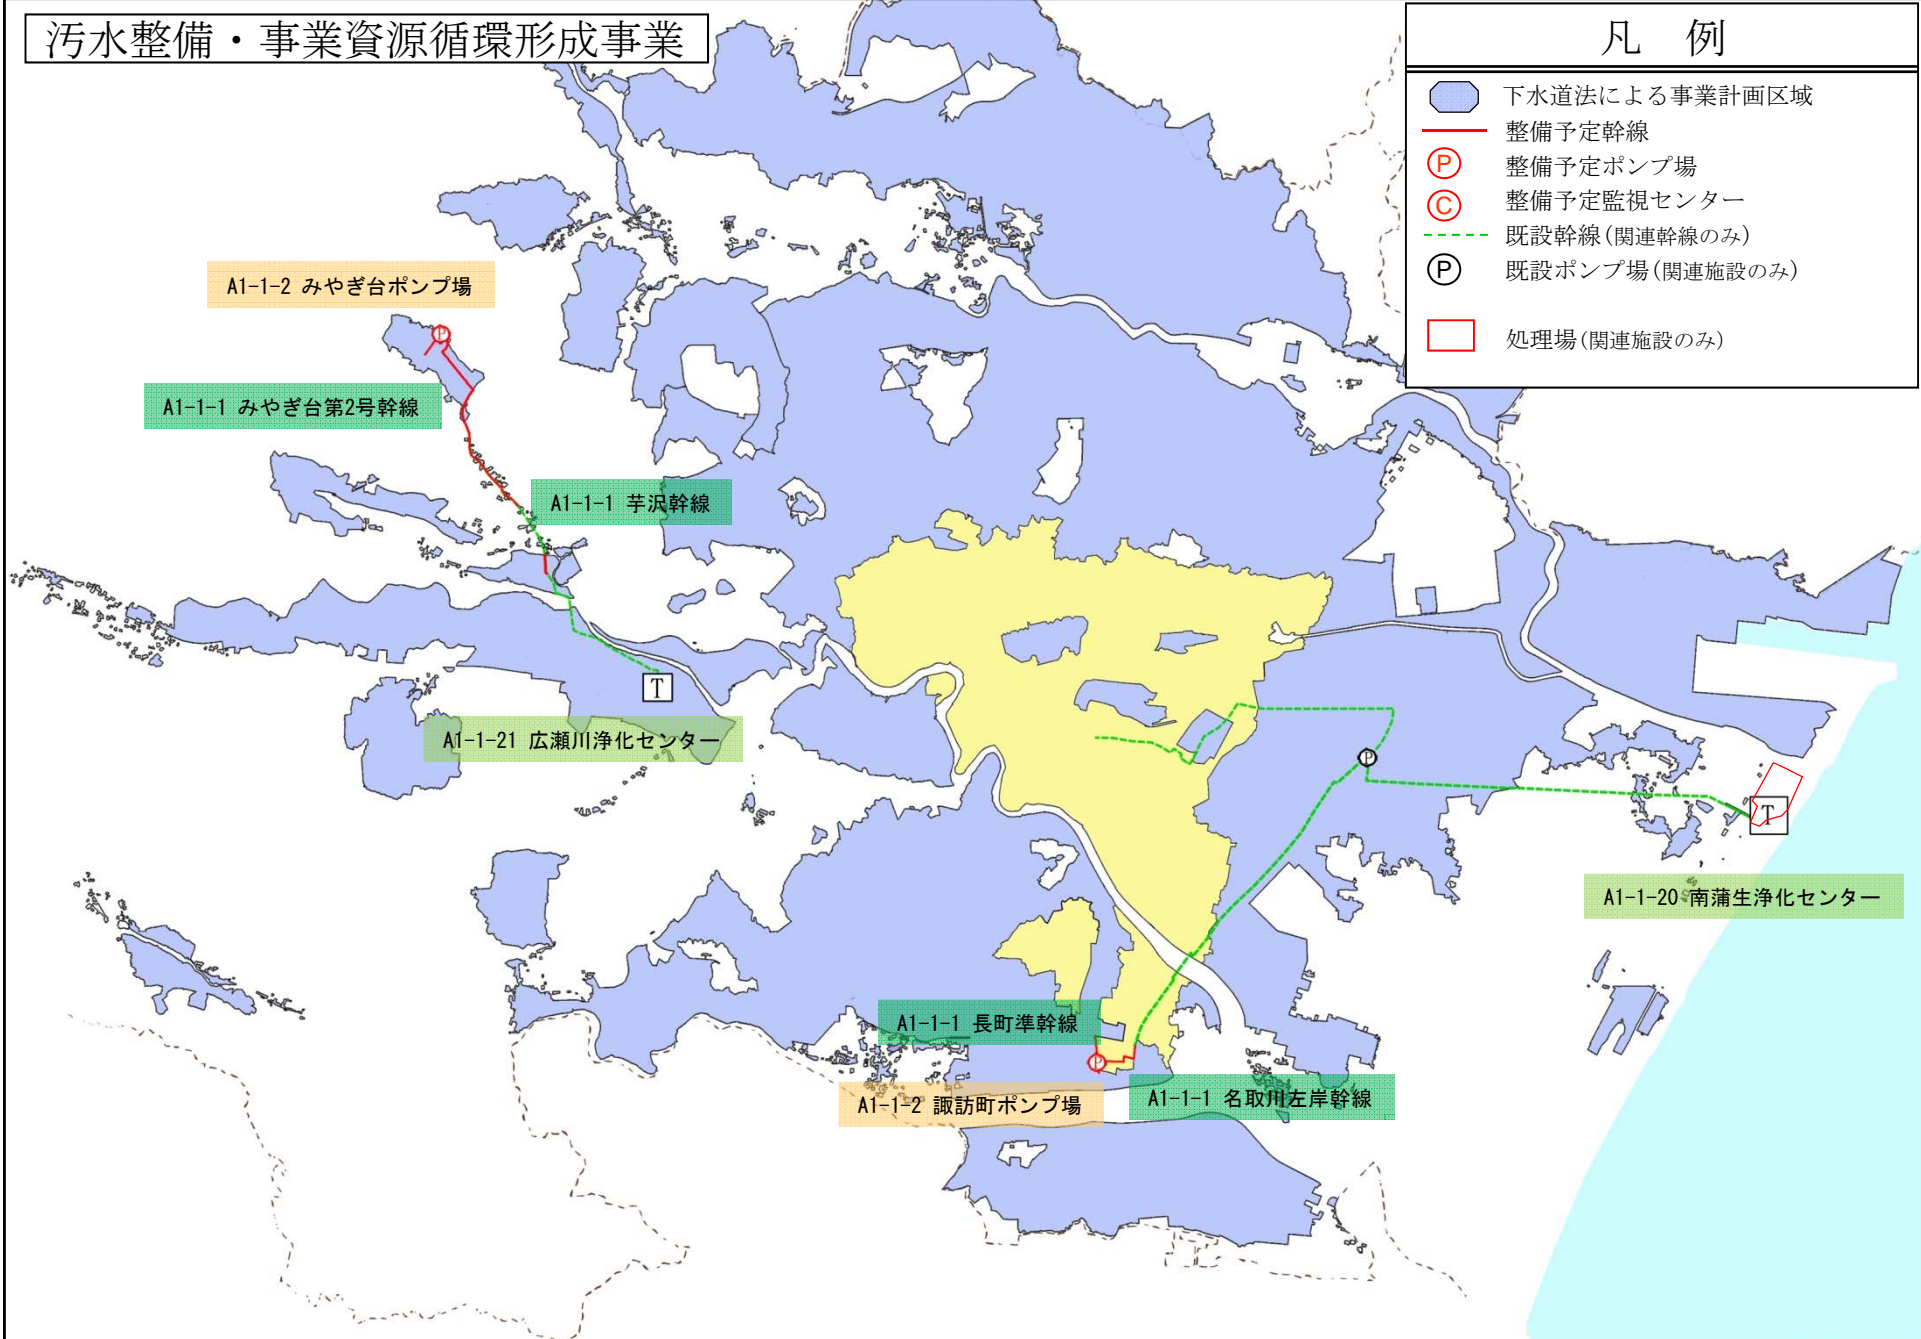 汚水整備・事業資源循環形成事業
凡 例
下水道法による事業計画区域
整備予定幹線
P 整備予定ポンプ場
C 整備予定監視センター
既設幹線(関連幹線のみ)
P 既設ポンプ場(関連施設のみ)
処理場(関連施設のみ)
A1-1-2 みやぎ台ポンプ場
P
A1-1-1 みやぎ台第2号幹線
A1-1-1 芋沢幹線
T
A1-1-21 広瀬川浄化センター
P
T
A1-1-20 南蒲生浄化センター
A1-1-1 長町準幹線
P
A1-1-2 諏訪町ポンプ場
A1-1-1 名取川左岸幹線